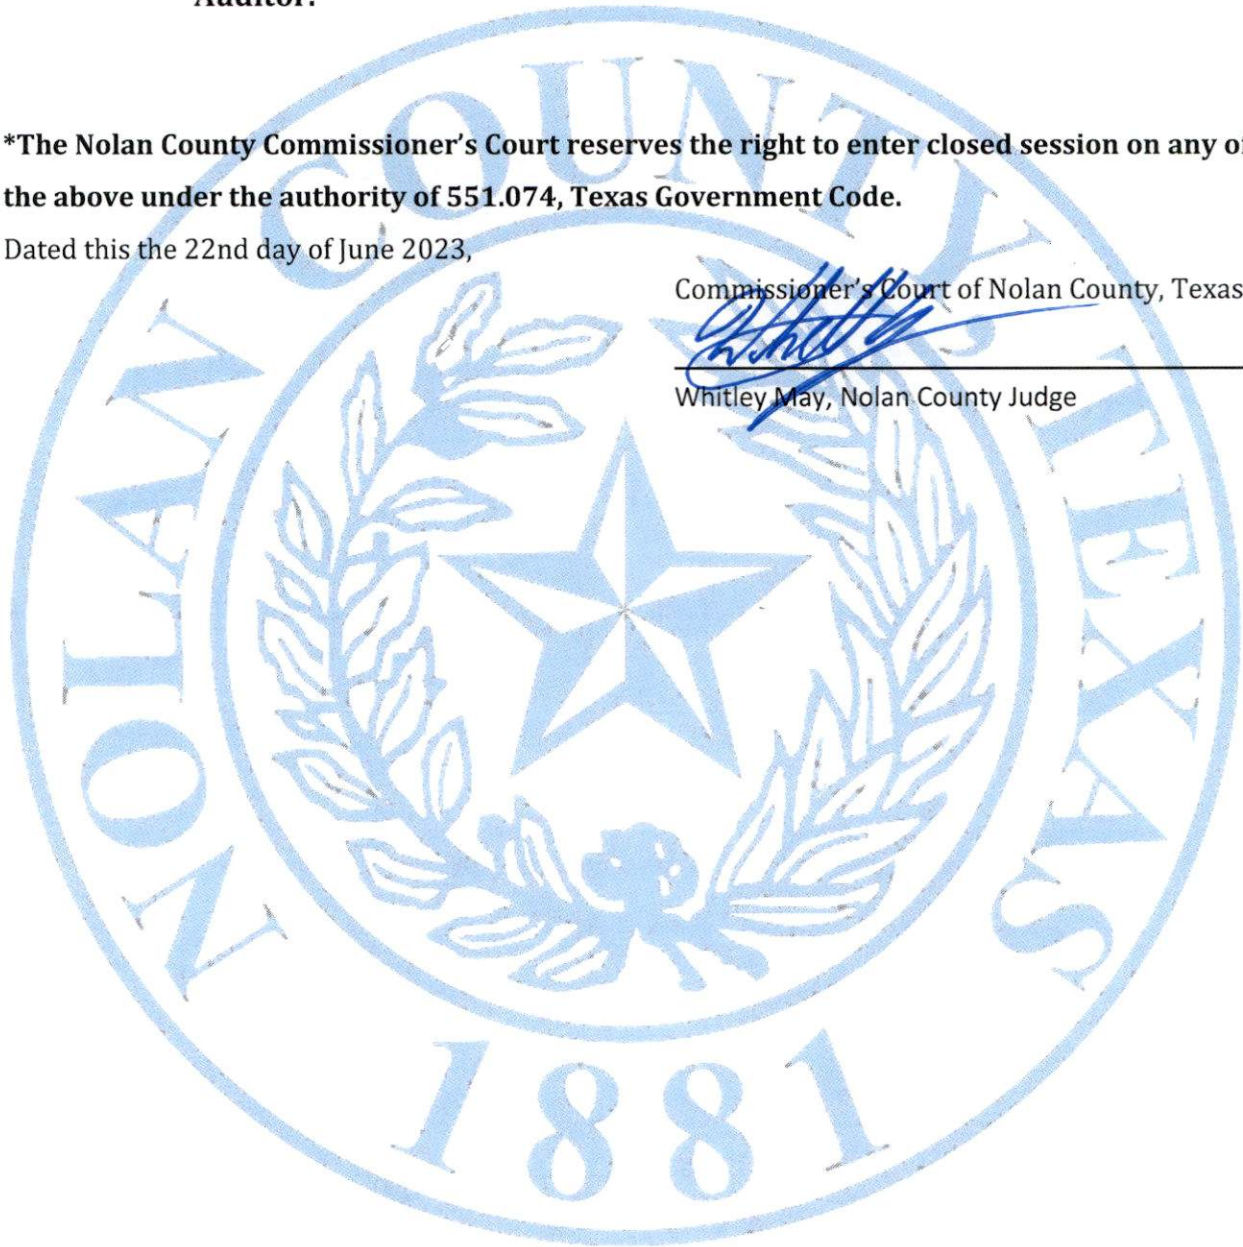 Auditor.
*The Nolan County Commissioner's Court reserves the right to enter closed session on any of
the above under the authority of 551.074, Texas Government Code.
Dated this the 22nd day of June 2023,
Commissioner's Court of Nolan County, Texas
Whitley May, Nolan County Judge
NOLAN COUNTY TEXAS
1881